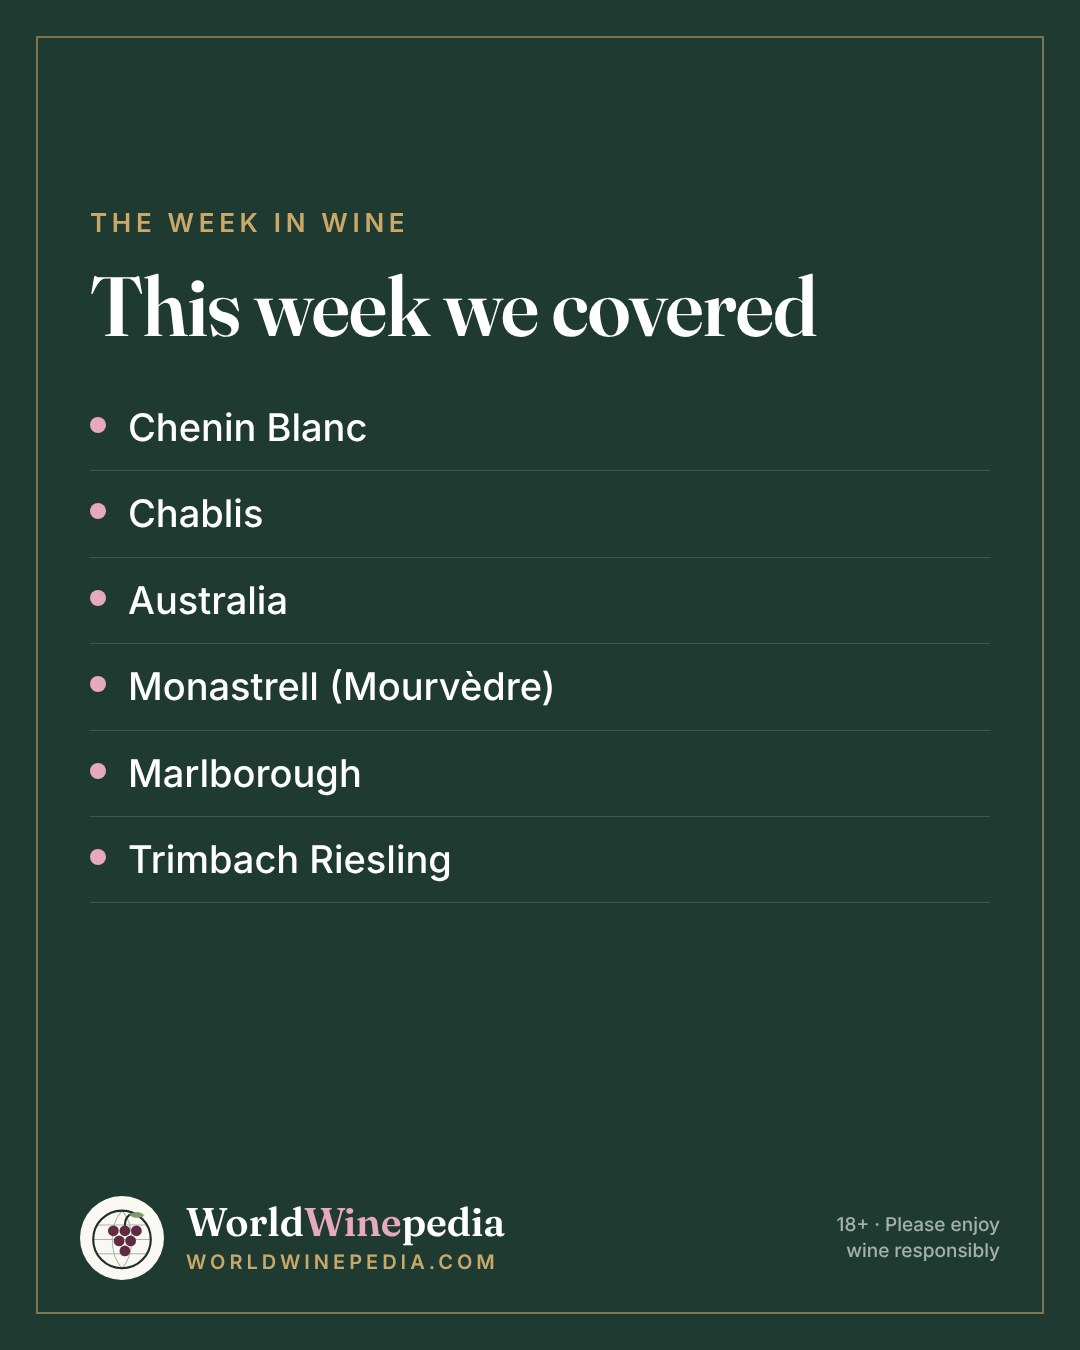 THE WEEK IN WINE
This week we covered
Chenin Blanc
Chablis
Australia
Monastrell (Mourvèdre)
Marlborough
Trimbach Riesling
WorldWinepedia
WORLDWINEPEDIA.COM
18+ · Please enjoy
wine responsibly